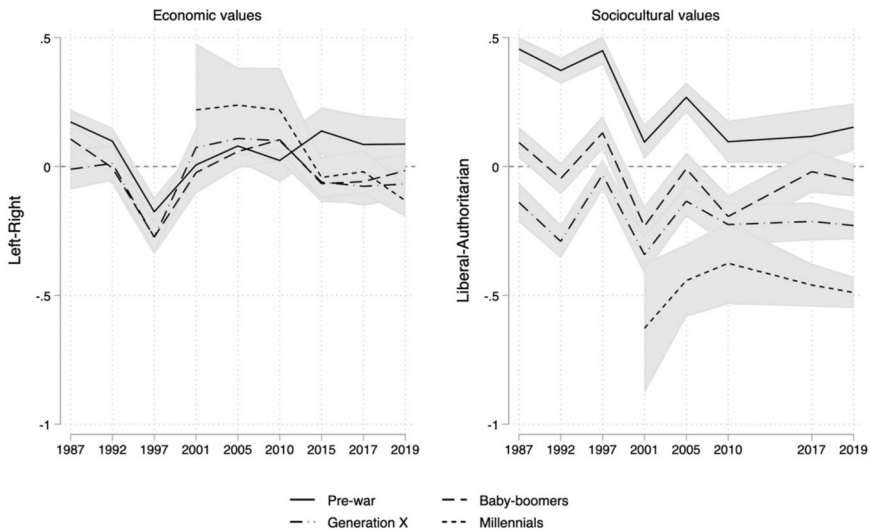 Economic values
Sociocultural values
Left-Right
.5
0
-.5
-1
1987 1992 1997 2001 2005 2010 2015 2017 2019
Liberal-Authoritarian
.5
0
-.5
-1
1987 1992 1997 2001 2005 2010 2017 2019
Pre-war
Baby-boomers
Generation X
Millennials